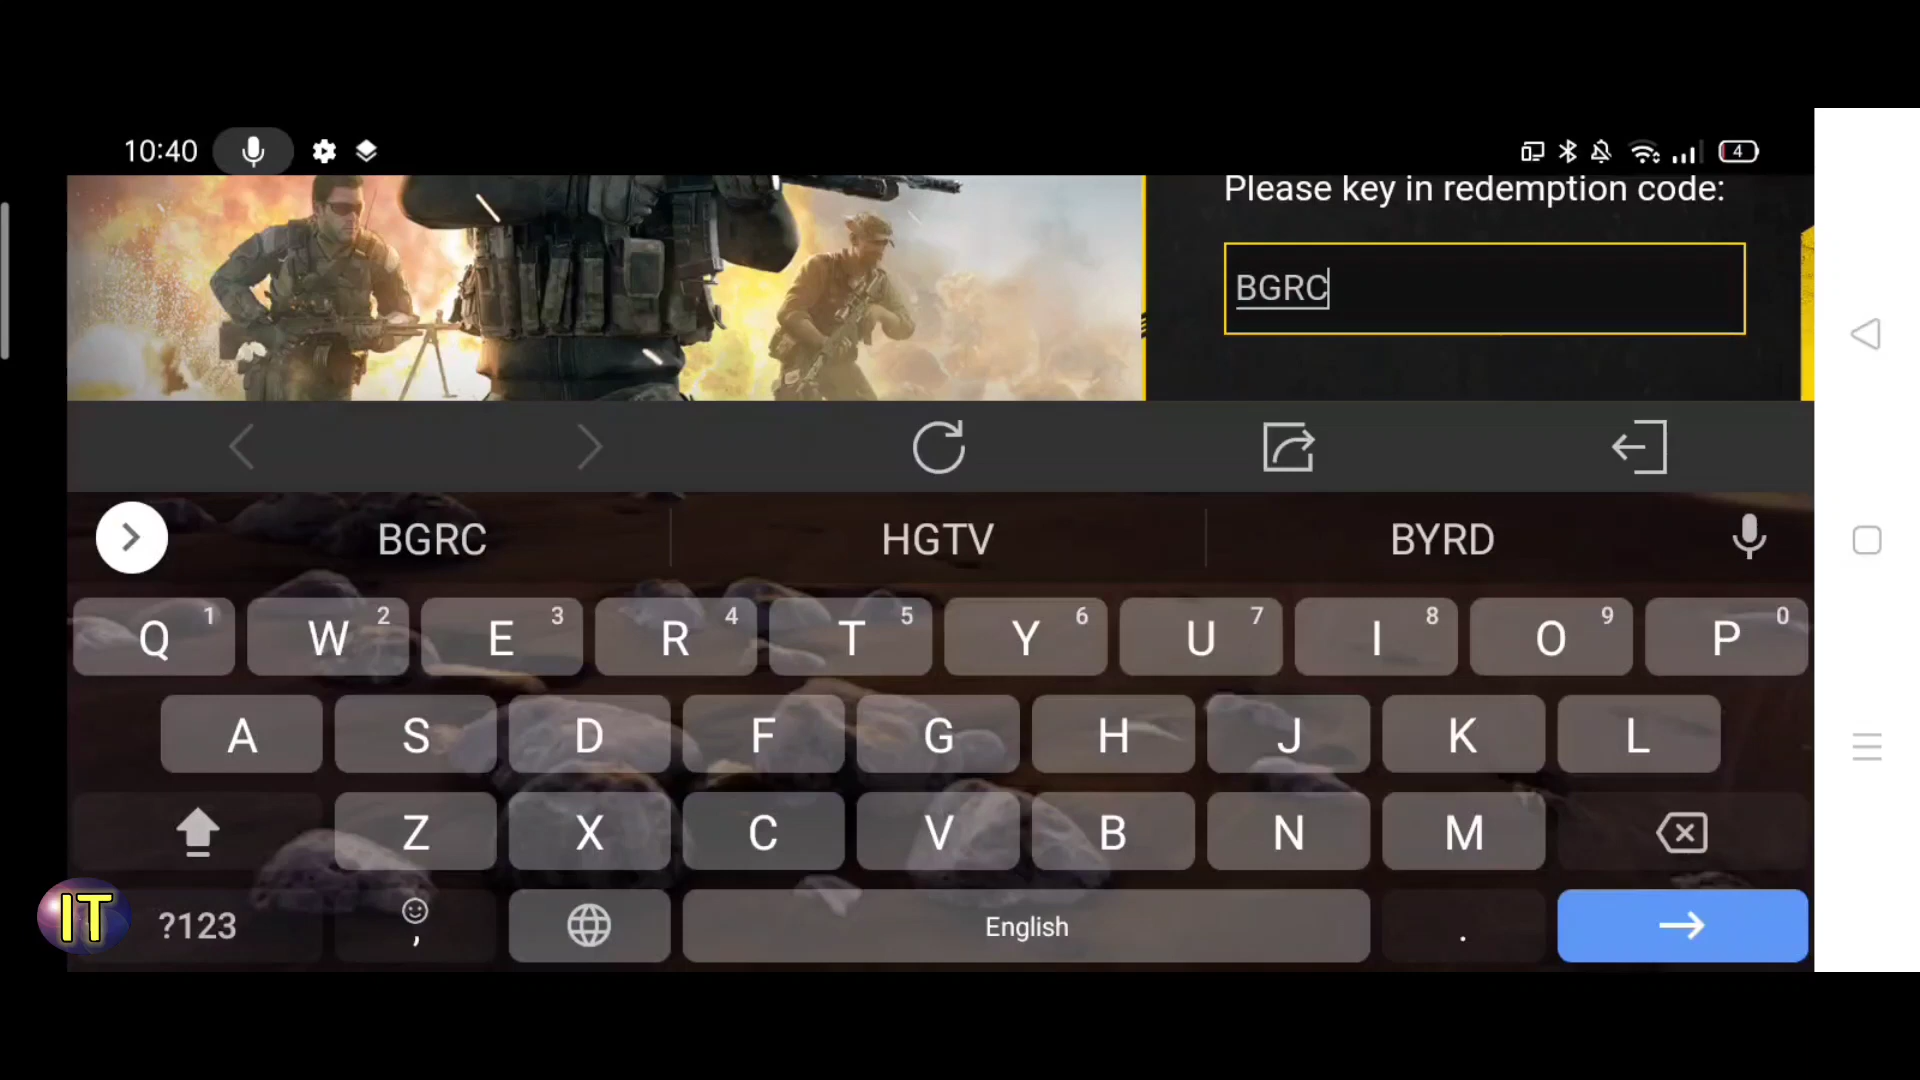 10:40
4
Please key in redemption code:
BGRC
BGRC HGTV BYRD
Q 1 W 2 E 3 R 4 T 5 Y 6 U 7 I 8 O 9 P 0
A S D F G H J K L
Z X C V B N M
IT ?123 , English .